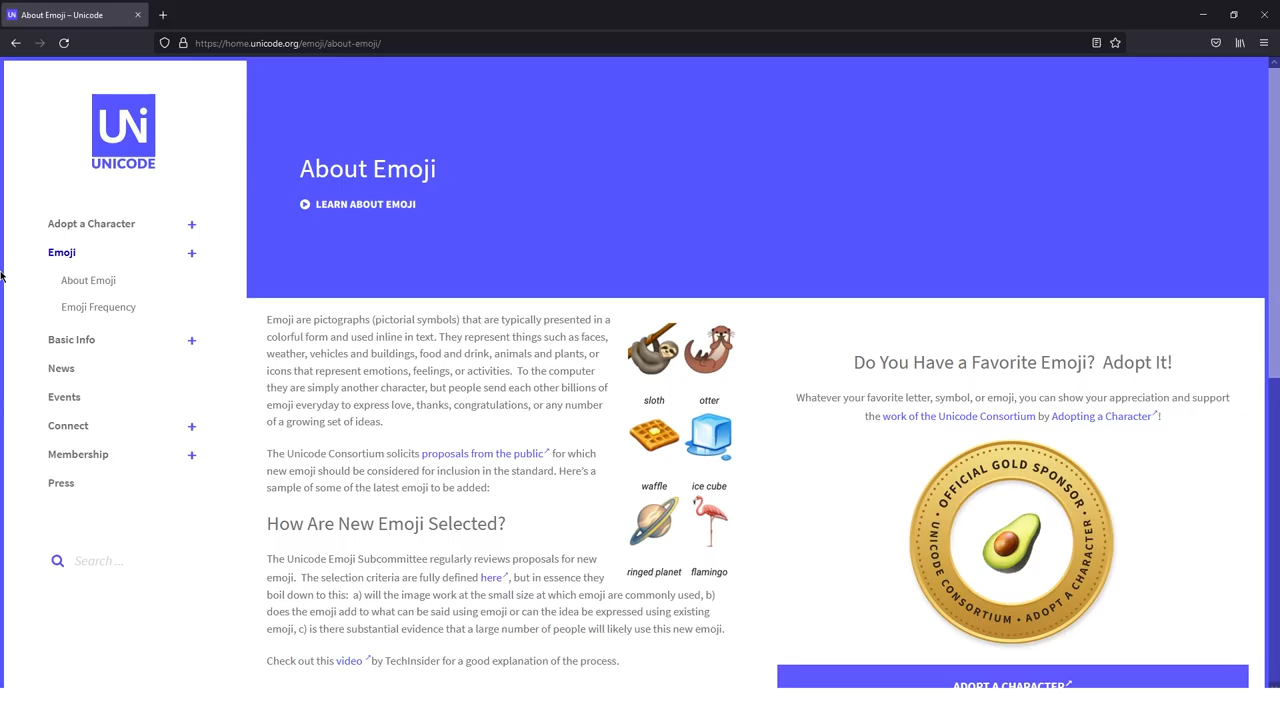 About Emoji – Unicode
https://home.unicode.org/emoji/about-emoji/
UNi
UNICODE
Adopt a Character
Emoji
About Emoji
Emoji Frequency
Basic Info
News
Events
Connect
Membership
Press
Search ...
About Emoji
LEARN ABOUT EMOJI
Emoji are pictographs (pictorial symbols) that are typically presented in a
colorful form and used inline in text. They represent things such as faces,
weather, vehicles and buildings, food and drink, animals and plants, or
icons that represent emotions, feelings, or activities. To the computer
they are simply another character, but people send each other billions of
emoji everyday to express love, thanks, congratulations, or any number
of a growing set of ideas.
The Unicode Consortium solicits proposals from the public for which
new emoji should be considered for inclusion in the standard. Here's a
sample of some of the latest emoji to be added:
sloth otter
waffle ice cube
ringed planet flamingo
How Are New Emoji Selected?
The Unicode Emoji Subcommittee regularly reviews proposals for new
emoji. The selection criteria are fully defined here, but in essence they
boil down to this: a) will the image work at the small size at which emoji are commonly used, b)
does the emoji add to what can be said using emoji or can the idea be expressed using existing
emoji, c) is there substantial evidence that a large number of people will likely use this new emoji.
Check out this video by TechInsider for a good explanation of the process.
Do You Have a Favorite Emoji? Adopt It!
Whatever your favorite letter, symbol, or emoji, you can show your appreciation and support
the work of the Unicode Consortium by Adopting a Character!
• OFFICIAL GOLD SPONSOR •
UNICODE CONSORTIUM • ADOPT A CHARACTER
ADOPT A CHARACTER